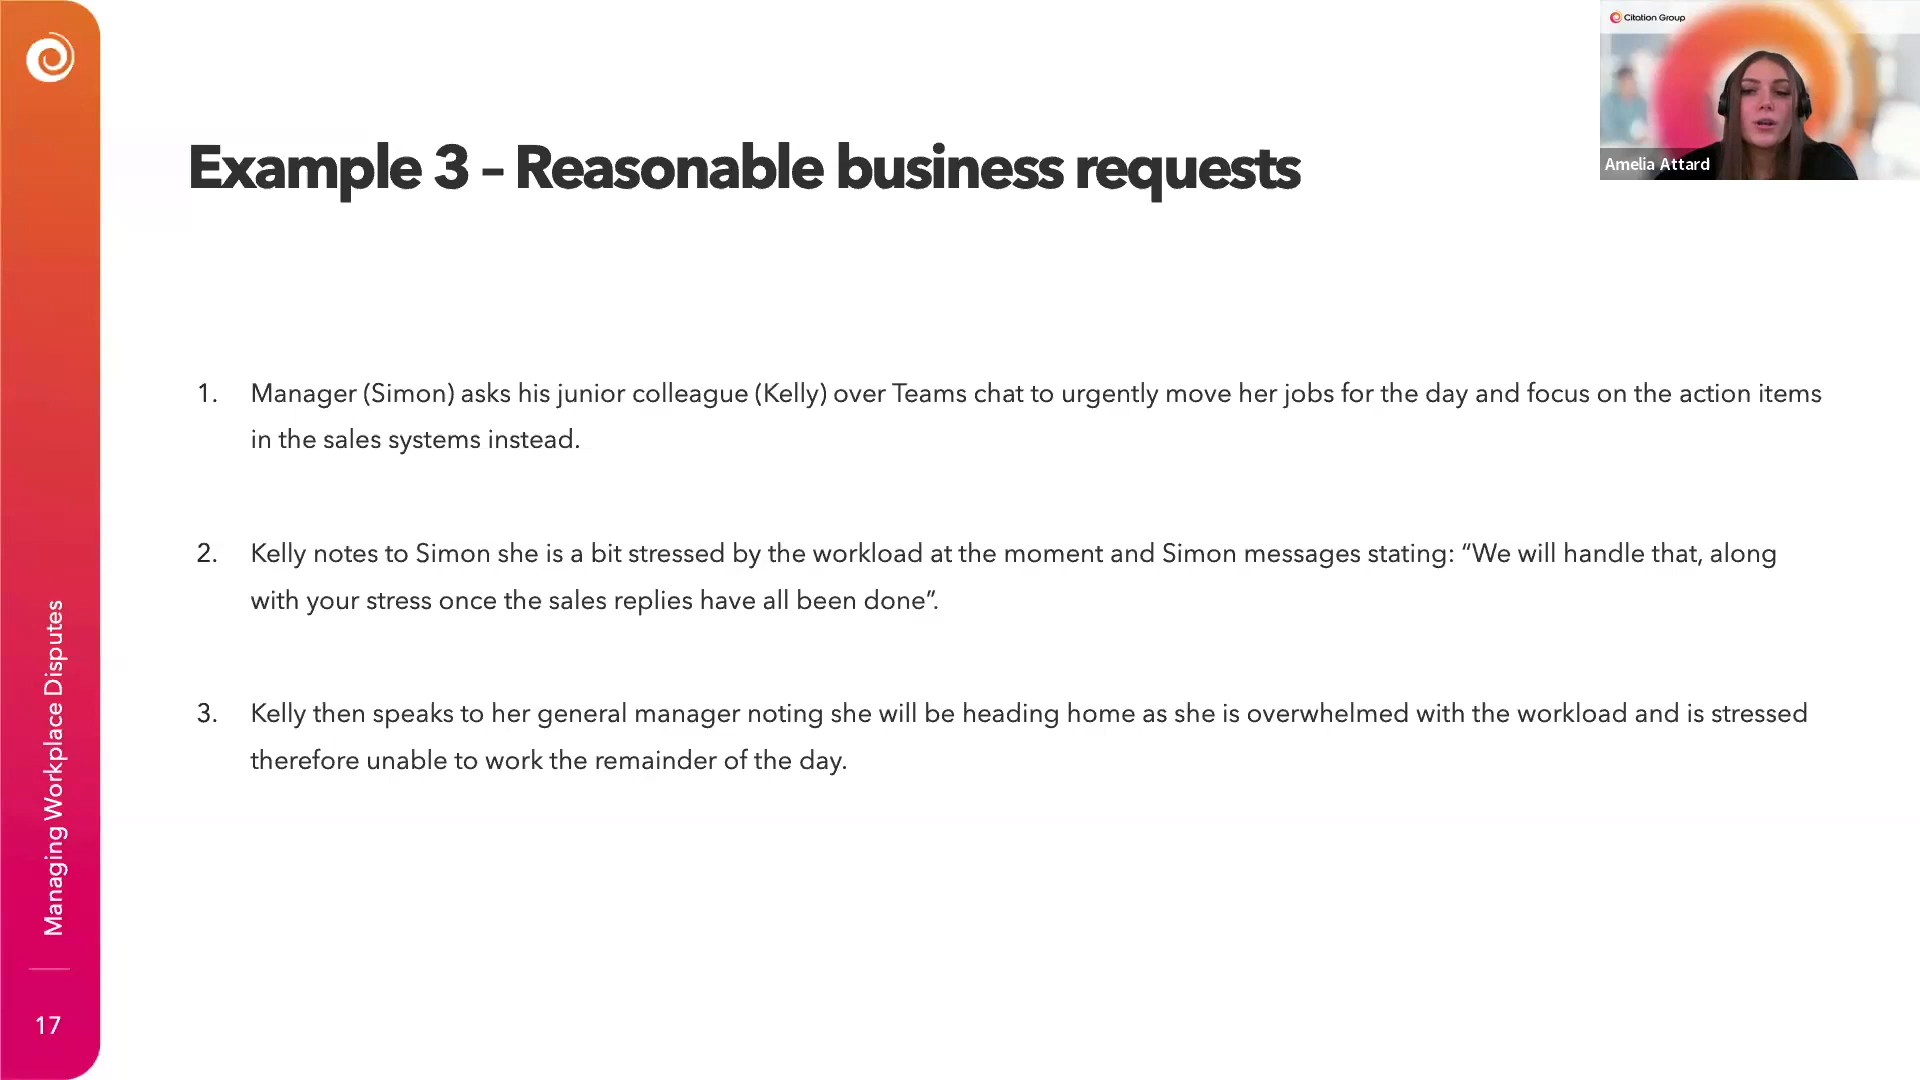 Citation Group
Amelia Attard
Example 3 – Reasonable business requests
1. Manager (Simon) asks his junior colleague (Kelly) over Teams chat to urgently move her jobs for the day and focus on the action items
in the sales systems instead.
2. Kelly notes to Simon she is a bit stressed by the workload at the moment and Simon messages stating: “We will handle that, along
with your stress once the sales replies have all been done”.
3. Kelly then speaks to her general manager noting she will be heading home as she is overwhelmed with the workload and is stressed
therefore unable to work the remainder of the day.
Managing Workplace Disputes
17